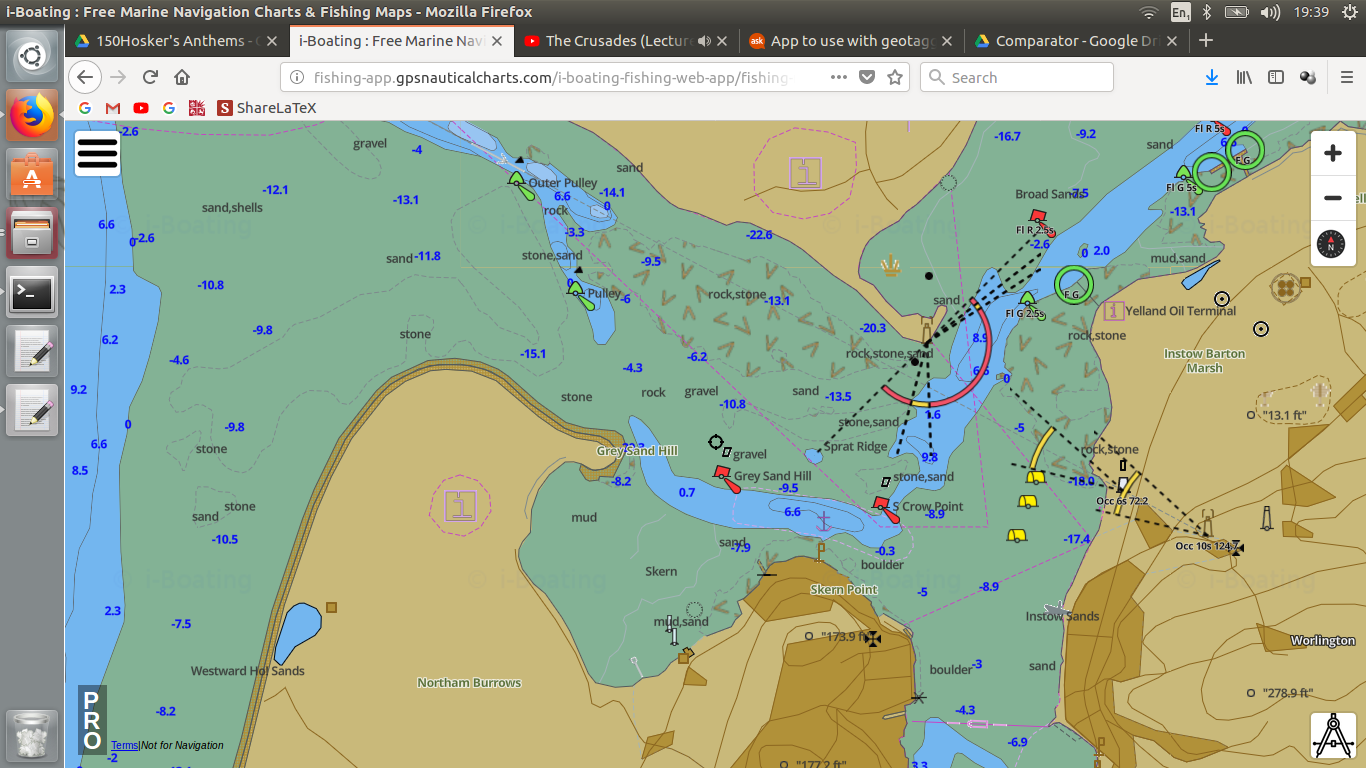 i-Boating : Free Marine Navigation Charts & Fishing Maps - Mozilla Firefox
En1 19:39
150Hosker's Anthems - G
i-Boating : Free Marine Navi
The Crusades (Lecture
ask App to use with geotagg
Comparator - Google Dri
fishing-app.gpsnauticalcharts.com/i-boating-fishing-web-app/fishing-
Search
ShareLaTeX
-2.6
gravel
-4
-16.7
-9.2
Fl R 5s
sand
F G
sand
Outer Pulley
-14.1
6.6
0
rock
-12.1
-13.1
sand,shells
Broad Sands
-7.5
Fl G 5s
-13.1
6.6
0
-2.6
-3.3
-22.6
Fl R 2.5s
-2.6
0
2.0
sand
-11.8
stone,sand
-9.5
mud,sand
-10.8
2.3
0
Pulley
-6
rock,stone
-13.1
sand
F G
Fl G 2.5s
1
Yelland Oil Terminal
-9.8
stone
-20.3
8.9
rock,stone
6.2
-4.6
-15.1
-6.2
rock,stone,sand
Instow Barton
Marsh
-4.3
6.6
0
9.2
stone
rock
gravel
sand
-13.5
-10.8
1.6
"13.1 ft"
0
-9.8
stone,sand
-5
6.6
stone
Grey Sand Hill
gravel
Sprat Ridge
9.8
rock,stone
8.5
-8.2
Grey Sand Hill
stone,sand
-18.0
0.7
-9.5
Occ 6s 72.2
1
stone
sand
mud
6.6
S Crow Point
-8.9
-10.5
sand
-7.9
-0.3
-17.4
Occ 10s 124.7
boulder
Skern
Skern Point
-5
-8.9
© i-Boating
2.3
-7.5
mud,sand
"173.9 ft"
Instow Sands
Worlington
Westward Ho! Sands
Northam Burrows
boulder
-3
sand
"278.9 ft"
-8.2
-4.3
-6.9
PRO
Terms|Not for Navigation
-2
3.3
"177.2 ft"